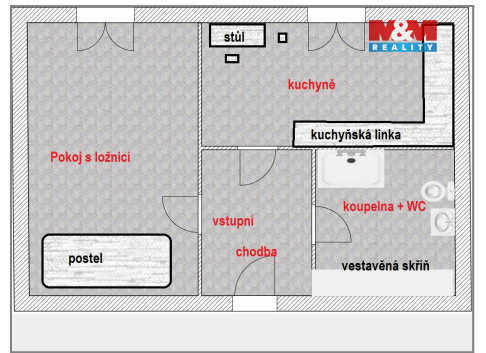 stůl
M&M
REALITY
kuchyně
kuchyňská linka
Pokoj s ložnicí
koupelna + WC
vstupní
chodba
postel
vestavěná skříň